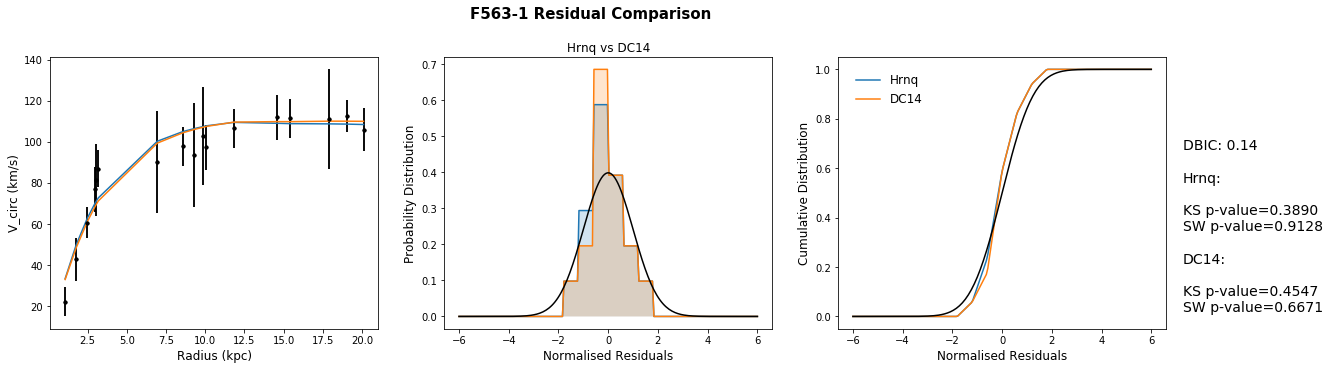 F563-1 Residual Comparison
140
120
100
80
60
40
20
V_circ (km/s)
2.5 5.0 7.5 10.0 12.5 15.0 17.5 20.0
Radius (kpc)
Hrnq vs DC14
0.7
0.6
0.5
0.4
0.3
0.2
0.1
0.0
Probability Distribution
−6 −4 −2 0 2 4 6
Normalised Residuals
1.0
0.8
0.6
0.4
0.2
0.0
Cumulative Distribution
Hrnq
DC14
−6 −4 −2 0 2 4 6
Normalised Residuals
DBIC: 0.14
Hrnq:
KS p-value=0.3890
SW p-value=0.9128
DC14:
KS p-value=0.4547
SW p-value=0.6671